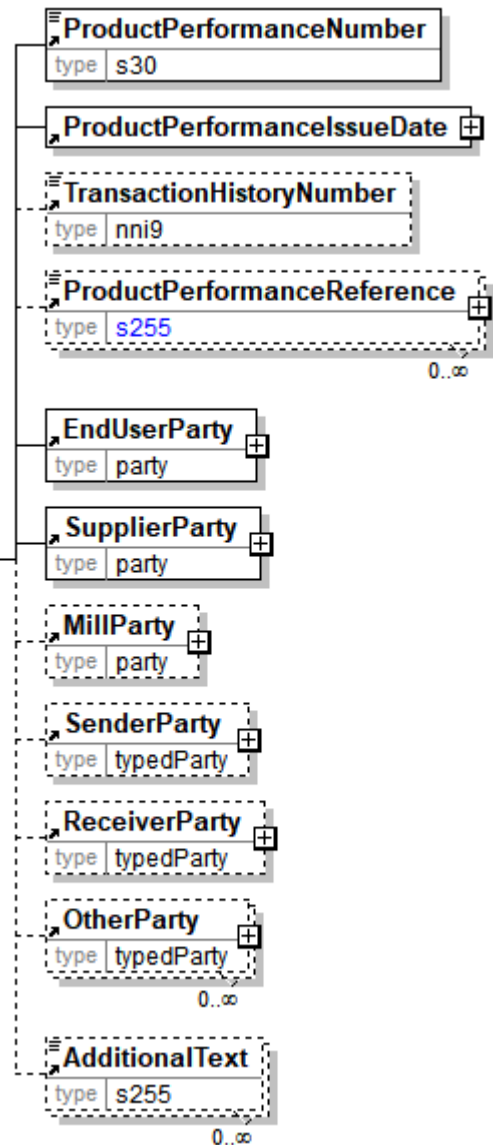 ProductPerformanceNumber
type s30
ProductPerformanceIssueDate
TransactionHistoryNumber
type nni9
ProductPerformanceReference
type s255
0..∞
EndUserParty
type party
SupplierParty
type party
MillParty
type party
SenderParty
type typedParty
ReceiverParty
type typedParty
OtherParty
type typedParty
0..∞
AdditionalText
type s255
0..∞